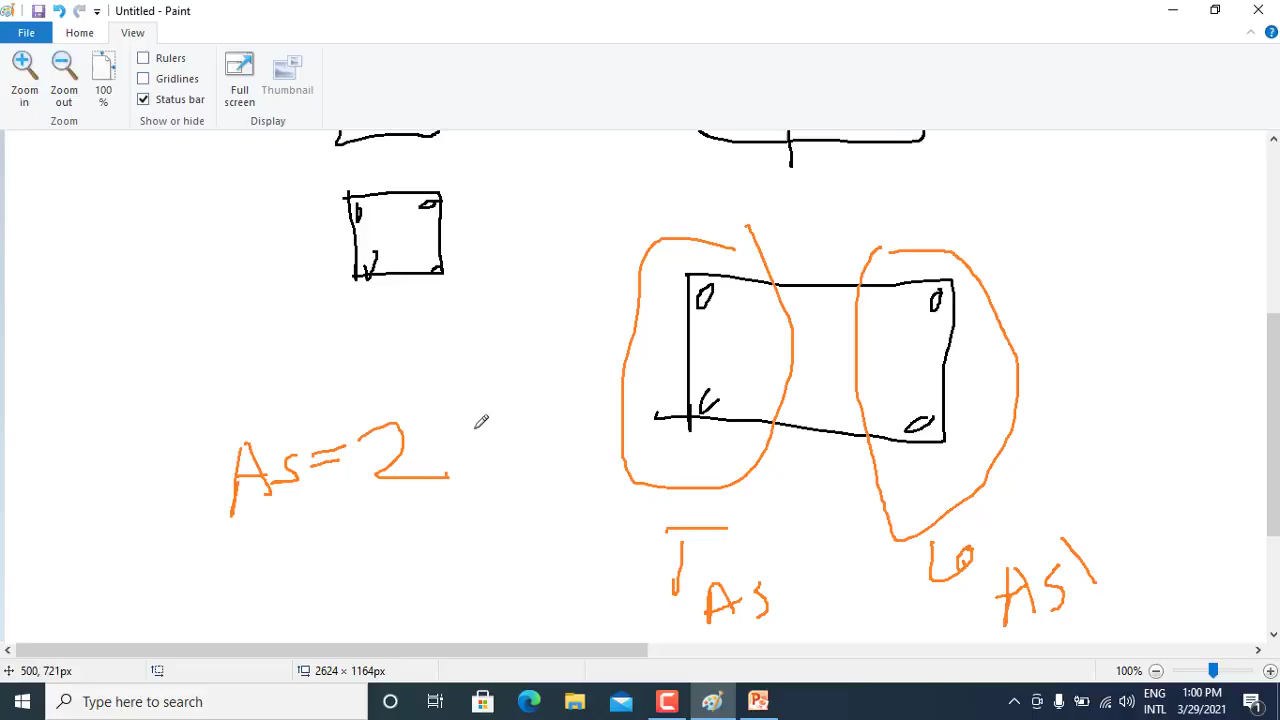 Untitled - Paint
File Home View
Zoom in
Zoom out
100 %
Rulers
Gridlines
Status bar
Full screen
Thumbnail
Zoom
Show or hide
Display
As=2
T
As
As'
500, 721px
2624 × 1164px
100%
Type here to search
ENG
INTL
1:00 PM
3/29/2021